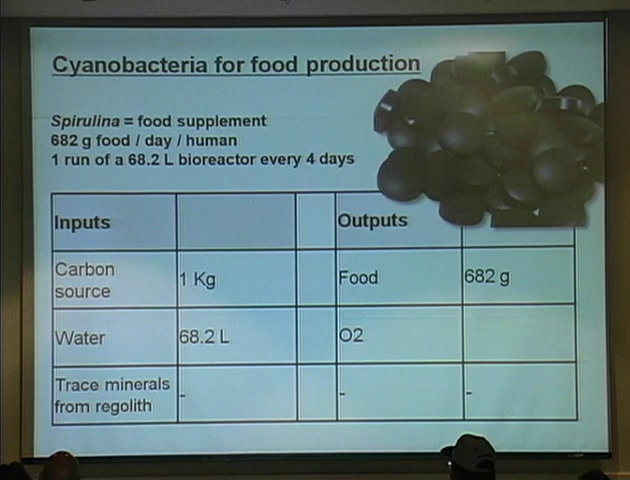 Cyanobacteria for food production
Spirulina = food supplement
682 g food / day / human
1 run of a 68.2 L bioreactor every 4 days
Inputs
Outputs
Carbon
source
1 Kg
Food
682 g
Water
68.2 L
O2
Trace minerals
from regolith
-
-
-